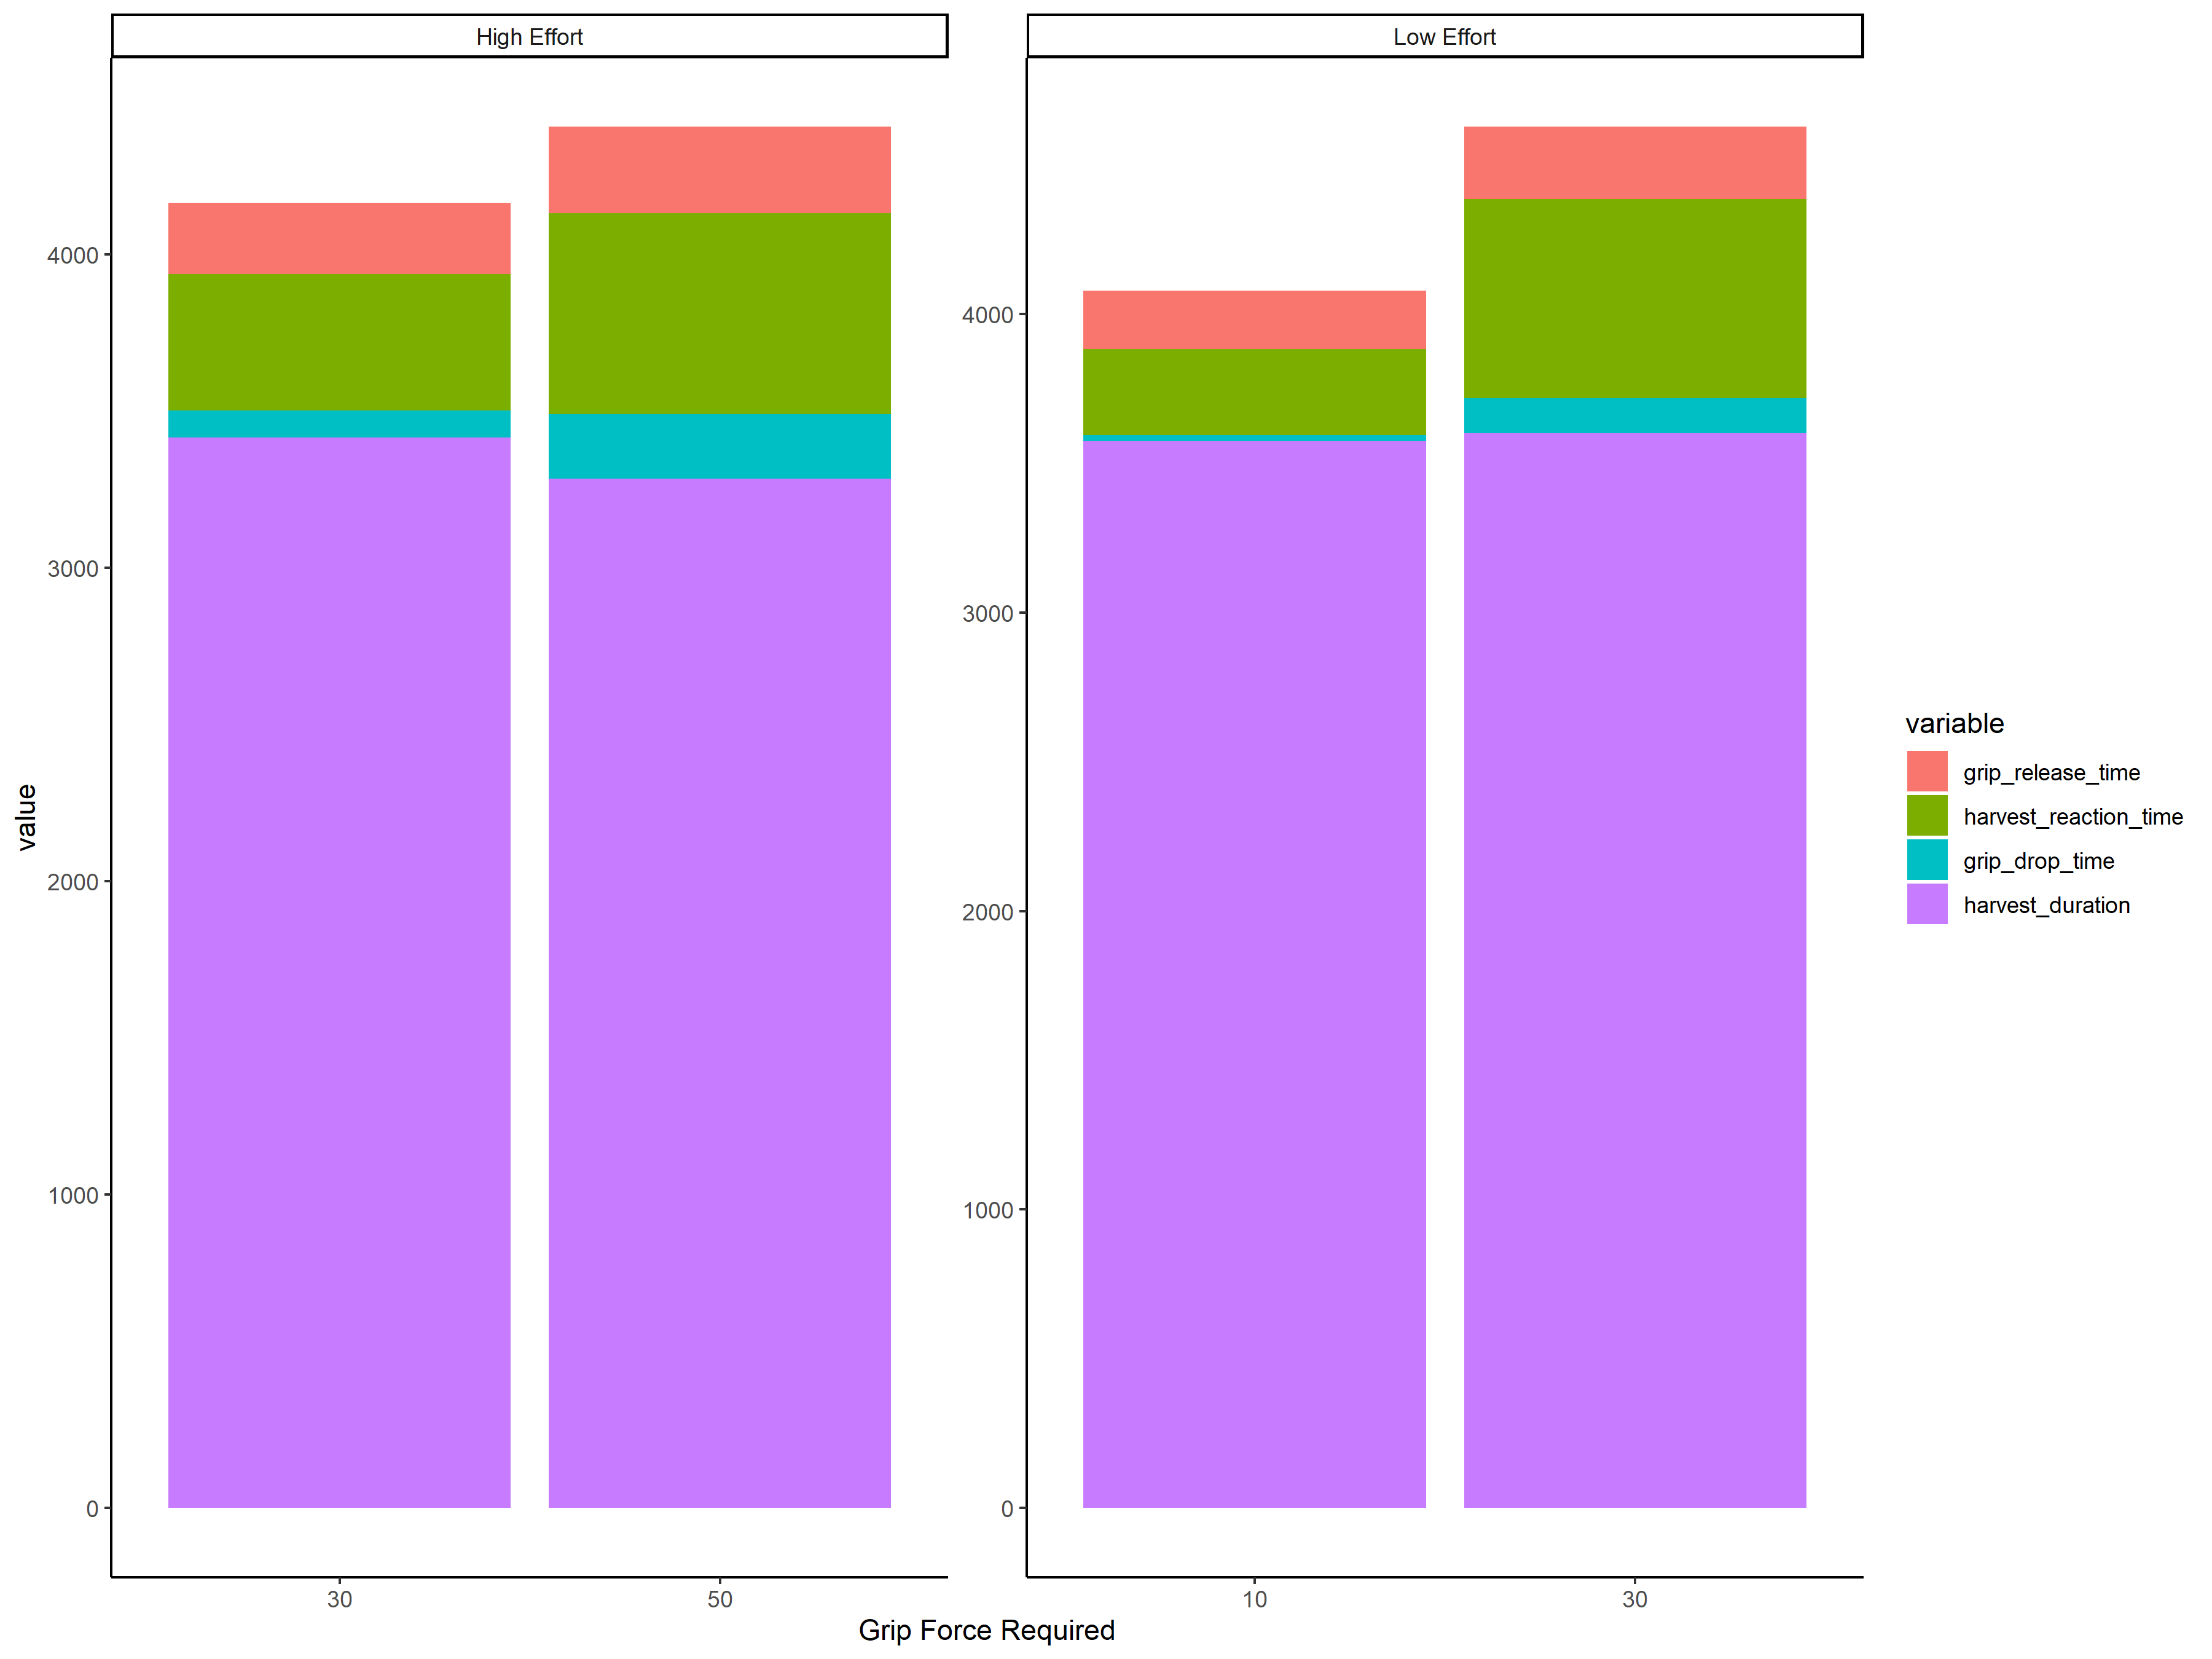 High Effort
Low Effort
value
4000
3000
2000
1000
0
4000
3000
2000
1000
0
30
50
10
30
Grip Force Required
variable
grip_release_time
harvest_reaction_time
grip_drop_time
harvest_duration